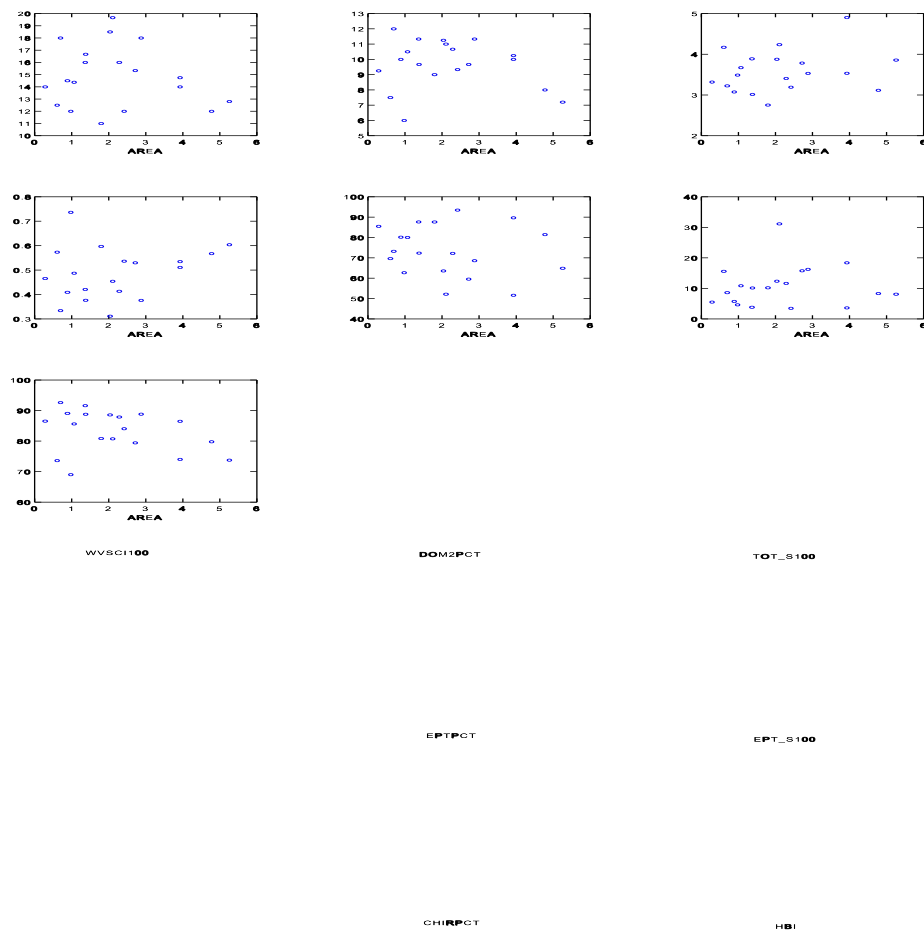 20
19
18
17
16
15
14
13
12
11
10
0 1 2 3 4 5 6
AREA
13
12
11
10
9
8
7
6
5
0 1 2 3 4 5 6
AREA
5
4
3
2
0 1 2 3 4 5 6
AREA
0.8
0.7
0.6
0.5
0.4
0.3
0 1 2 3 4 5 6
AREA
100
90
80
70
60
50
40
0 1 2 3 4 5 6
AREA
40
30
20
10
0
0 1 2 3 4 5 6
AREA
100
90
80
70
60
0 1 2 3 4 5 6
AREA
WVSCI100 DOM2PCT TOT_S100
EPTPCT EPT_S100
CHIRPCT HBI